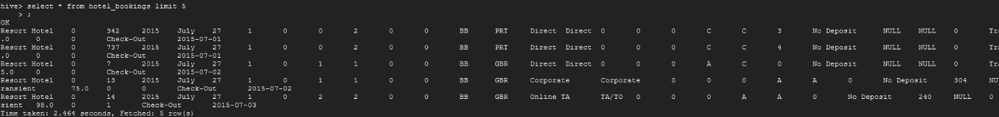 hive> select * from hotel_bookings limit 5
    > ;
OK
Resort Hotel	0	342	2015	July	27	1	0	0	2	0	0	BB	PRT	Direct	Direct	0	0	0	C	C	3	No Deposit	NULL	NULL	0	Tra
.0	0	0	Check-Out	2015-07-01
Resort Hotel	0	737	2015	July	27	1	0	0	2	0	0	BB	PRT	Direct	Direct	0	0	0	C	C	4	No Deposit	NULL	NULL	0	Tra
.0	0	0	Check-Out	2015-07-01
Resort Hotel	0	7	2015	July	27	1	0	1	1	0	0	BB	GBR	Direct	Direct	0	0	0	A	C	0	No Deposit	NULL	NULL	0	Tra
5.0	0	0	Check-Out	2015-07-02
Resort Hotel	0	13	2015	July	27	1	0	1	1	0	0	BB	GBR	Corporate	Corporate	0	0	0	A	A	0	No Deposit	304	NUL
ransient	75.0	0	0	Check-Out	2015-07-02
Resort Hotel	0	14	2015	July	27	1	0	2	2	0	0	BB	GBR	Online TA	TA/TO	0	0	0	A	A	0	No Deposit	240	NULL	0
sient	98.0	0	1	Check-Out	2015-07-03
Time taken: 2.464 seconds, Fetched: 5 row(s)